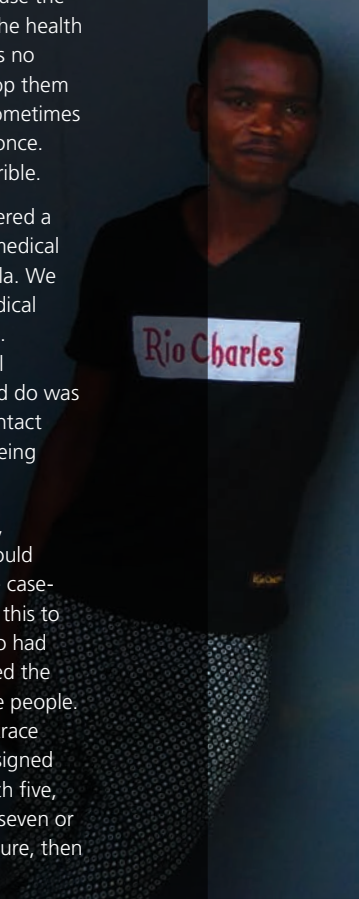 use the
he health
s no
op them
ometimes
once.
rible.
ered a
medical
la. We
dical
.
l
d do was
ntact
eing
,
ould
case-
this to
o had
ed the
e people.
race
signed
th five,
seven or
ure, then
Rio Charles